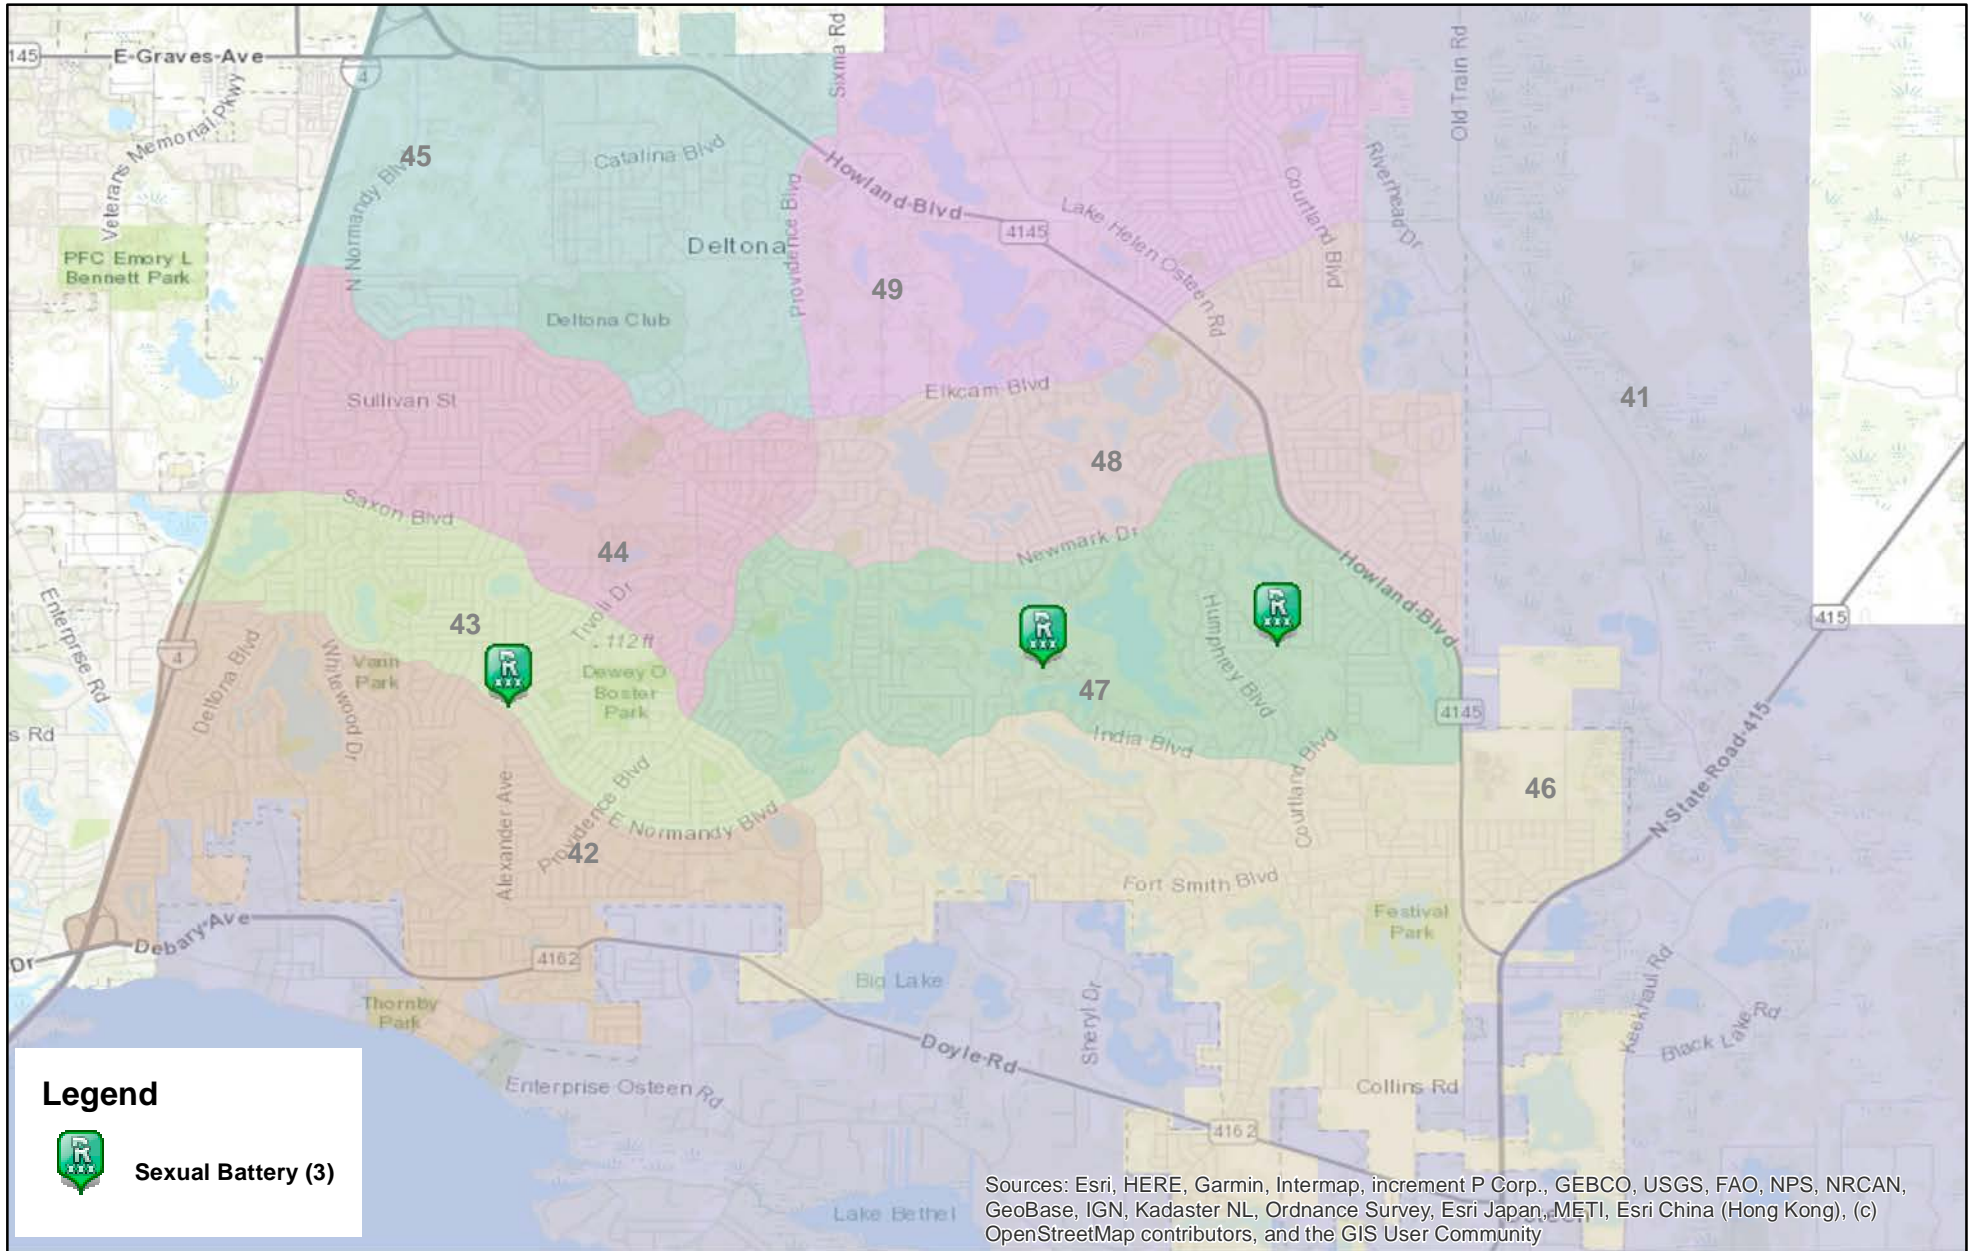 145
E-Graves-Ave
4
Sixma Rd
Old Train Rd
Veterans Memorial Pkwy
45
Catalina Blvd
N Normandy Blvd
Howland-Blvd
Riverhead Dr
Courtland Blvd
Lake Helen Osteen Rd
4145
Deltona
Providence Blvd
PFC Emory L
Bennett Park
49
Deltona Club
Elkcam Blvd
Sullivan St
41
48
Saxon Blvd
44
Newmark Dr
Howland-Blvd
Enterprise Rd
43
Tivoli Dr
112 ft
R
xxx
R
xxx
R
xxx
Humphrey Blvd
415
4
Deltona Blvd
Whitewood Dr
Vann
Park
Dewey O
Boster
Park
47
4145
s Rd
India Blvd
Courtland Blvd
N-State-Road-415
46
Alexander Ave
Providence Blvd
E Normandy Blvd
42
Fort Smith Blvd
Festival
Park
Debary-Ave
Dr
4162
Big Lake
Sheryl Dr
Keekhaul Rd
Black Lake Rd
Thornby
Park
Doyle-Rd
Enterprise Osteen Rd
Collins Rd
4162
Legend
R
xxx
Sexual Battery (3)
Lake Bethel
Osteen
Sources: Esri, HERE, Garmin, Intermap, increment P Corp., GEBCO, USGS, FAO, NPS, NRCAN,
GeoBase, IGN, Kadaster NL, Ordnance Survey, Esri Japan, METI, Esri China (Hong Kong), (c)
OpenStreetMap contributors, and the GIS User Community